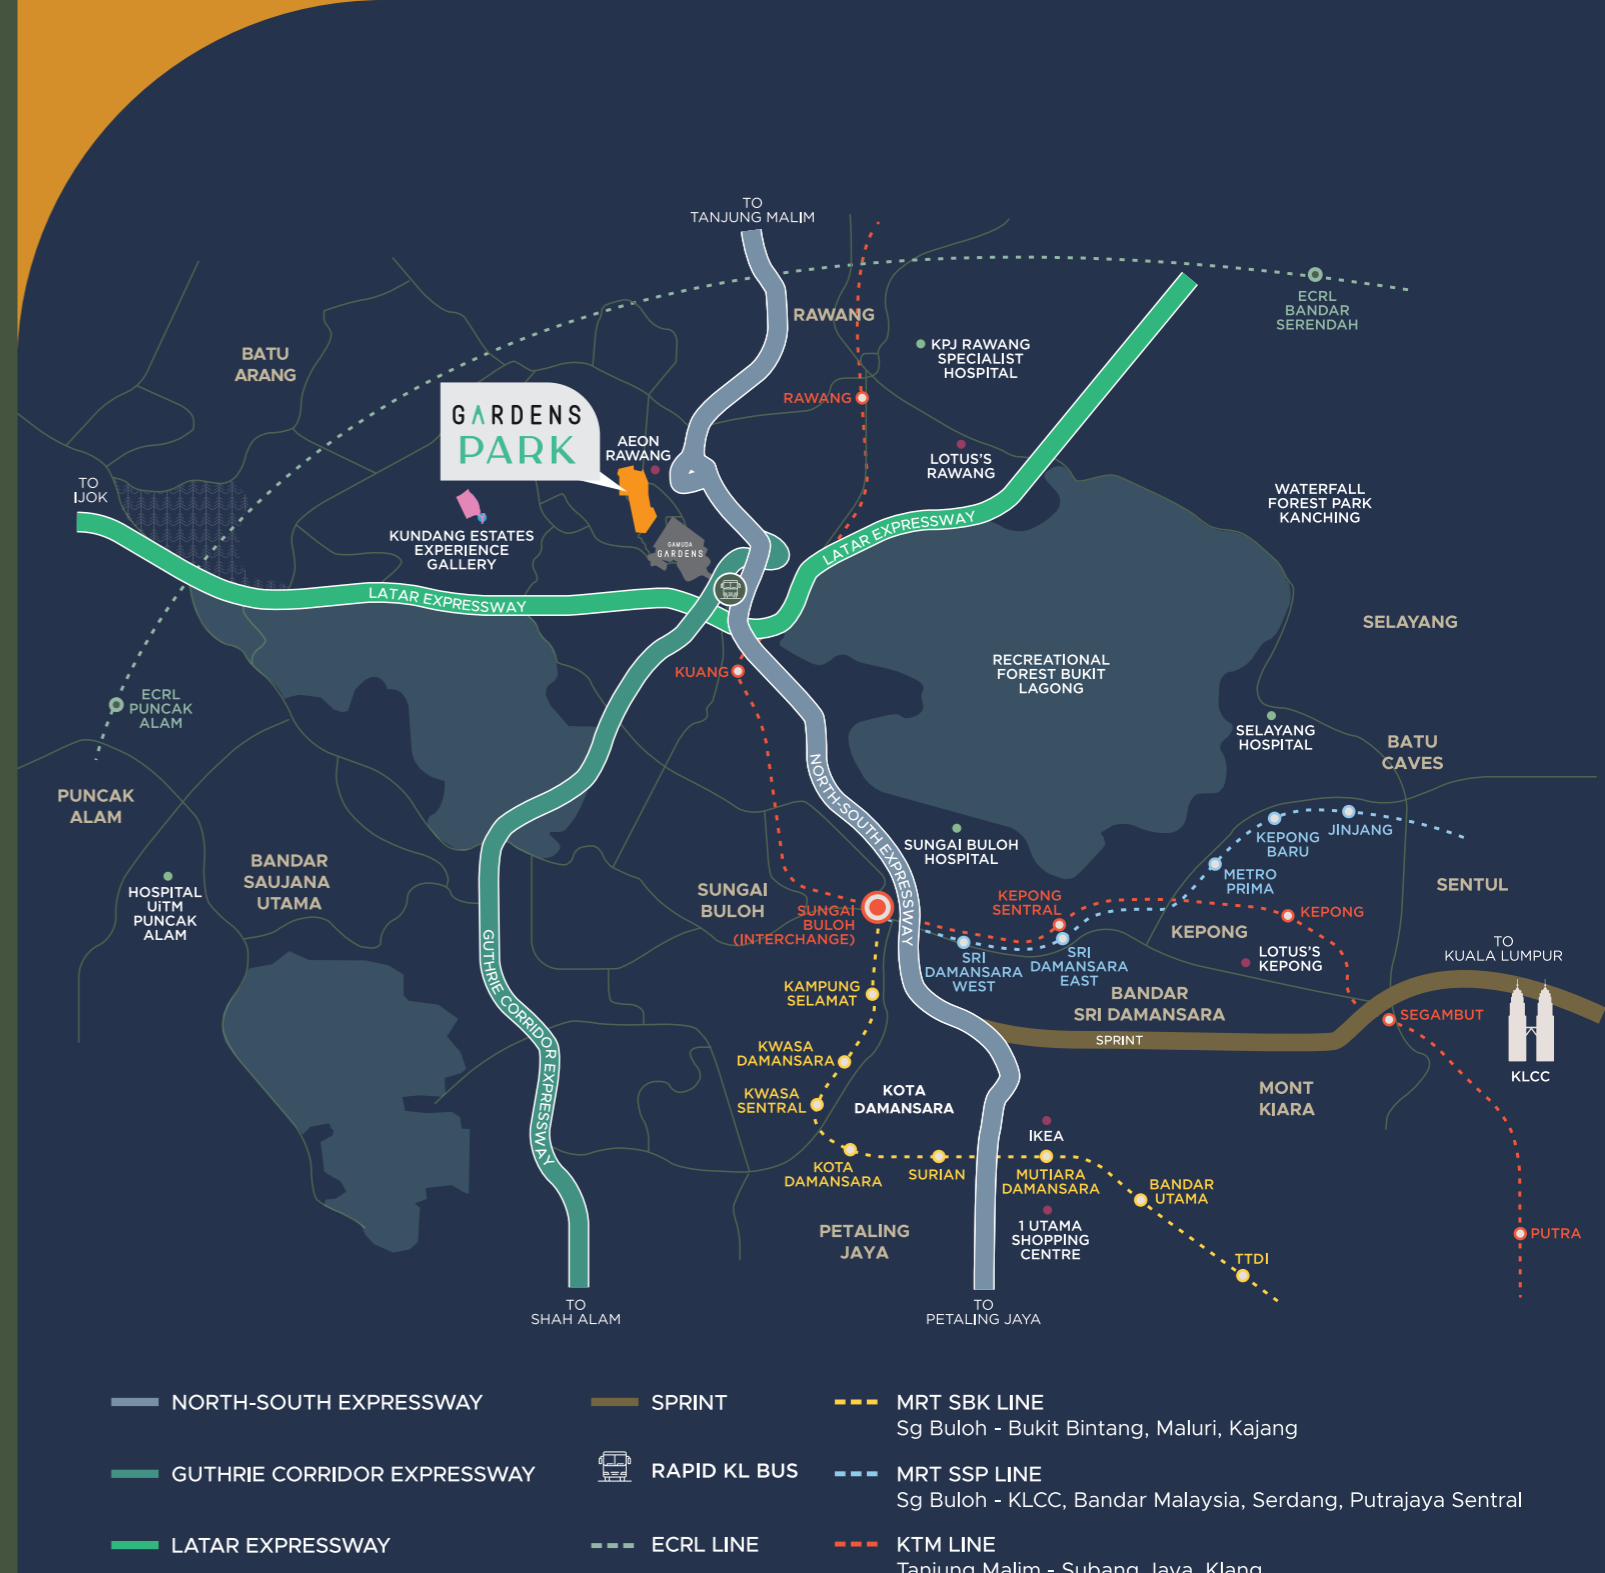 TO
TANJUNG MALIM
RAWANG
ECRL
BANDAR
SERENDAH
BATU
ARANG
KPJ RAWANG
SPECIALIST
HOSPITAL
RAWANG
GARDENS
PARK
AEON
RAWANG
LOTUS'S
RAWANG
TO
IJOK
WATERFALL
FOREST PARK
KANCHING
KUNDANG ESTATES
EXPERIENCE
GALLERY
GAMUDA
GARDENS
LATAR EXPRESSWAY
LATAR EXPRESSWAY
SELAYANG
RECREATIONAL
FOREST BUKIT
LAGONG
KUANG
ECRL
PUNCAK
ALAM
SELAYANG
HOSPITAL
BATU
CAVES
PUNCAK
ALAM
NORTH-SOUTH EXPRESSWAY
SUNGAI BULOH
HOSPITAL
KEPONG
BARU
JINJANG
METRO
PRIMA
BANDAR
SAUJANA
UTAMA
HOSPITAL
UiTM
PUNCAK
ALAM
SUNGAI
BULOH
SUNGAI
BULOH
(INTERCHANGE)
KEPONG
SENTRAL
KEPONG
SENTUL
KEPONG
LOTUS'S
KEPONG
TO
KUALA LUMPUR
SRI
DAMANSARA
WEST
SRI
DAMANSARA
EAST
GUTHRIE CORRIDOR EXPRESSWAY
KAMPUNG
SELAMAT
BANDAR
SRI DAMANSARA
SPRINT
SEGAMBUT
KLCC
KWASA
DAMANSARA
KWASA
SENTRAL
KOTA
DAMANSARA
MONT
KIARA
IKEA
KOTA
DAMANSARA
SURIAN
MUTIARA
DAMANSARA
BANDAR
UTAMA
PETALING
JAYA
1 UTAMA
SHOPPING
CENTRE
TTDI
PUTRA
TO
SHAH ALAM
TO
PETALING JAYA
NORTH-SOUTH EXPRESSWAY
GUTHRIE CORRIDOR EXPRESSWAY
LATAR EXPRESSWAY
SPRINT
RAPID KL BUS
ECRL LINE
MRT SBK LINE
Sg Buloh - Bukit Bintang, Maluri, Kajang
MRT SSP LINE
Sg Buloh - KLCC, Bandar Malaysia, Serdang, Putrajaya Sentral
KTM LINE
Tanjung Malim - Subang Jaya, Klang